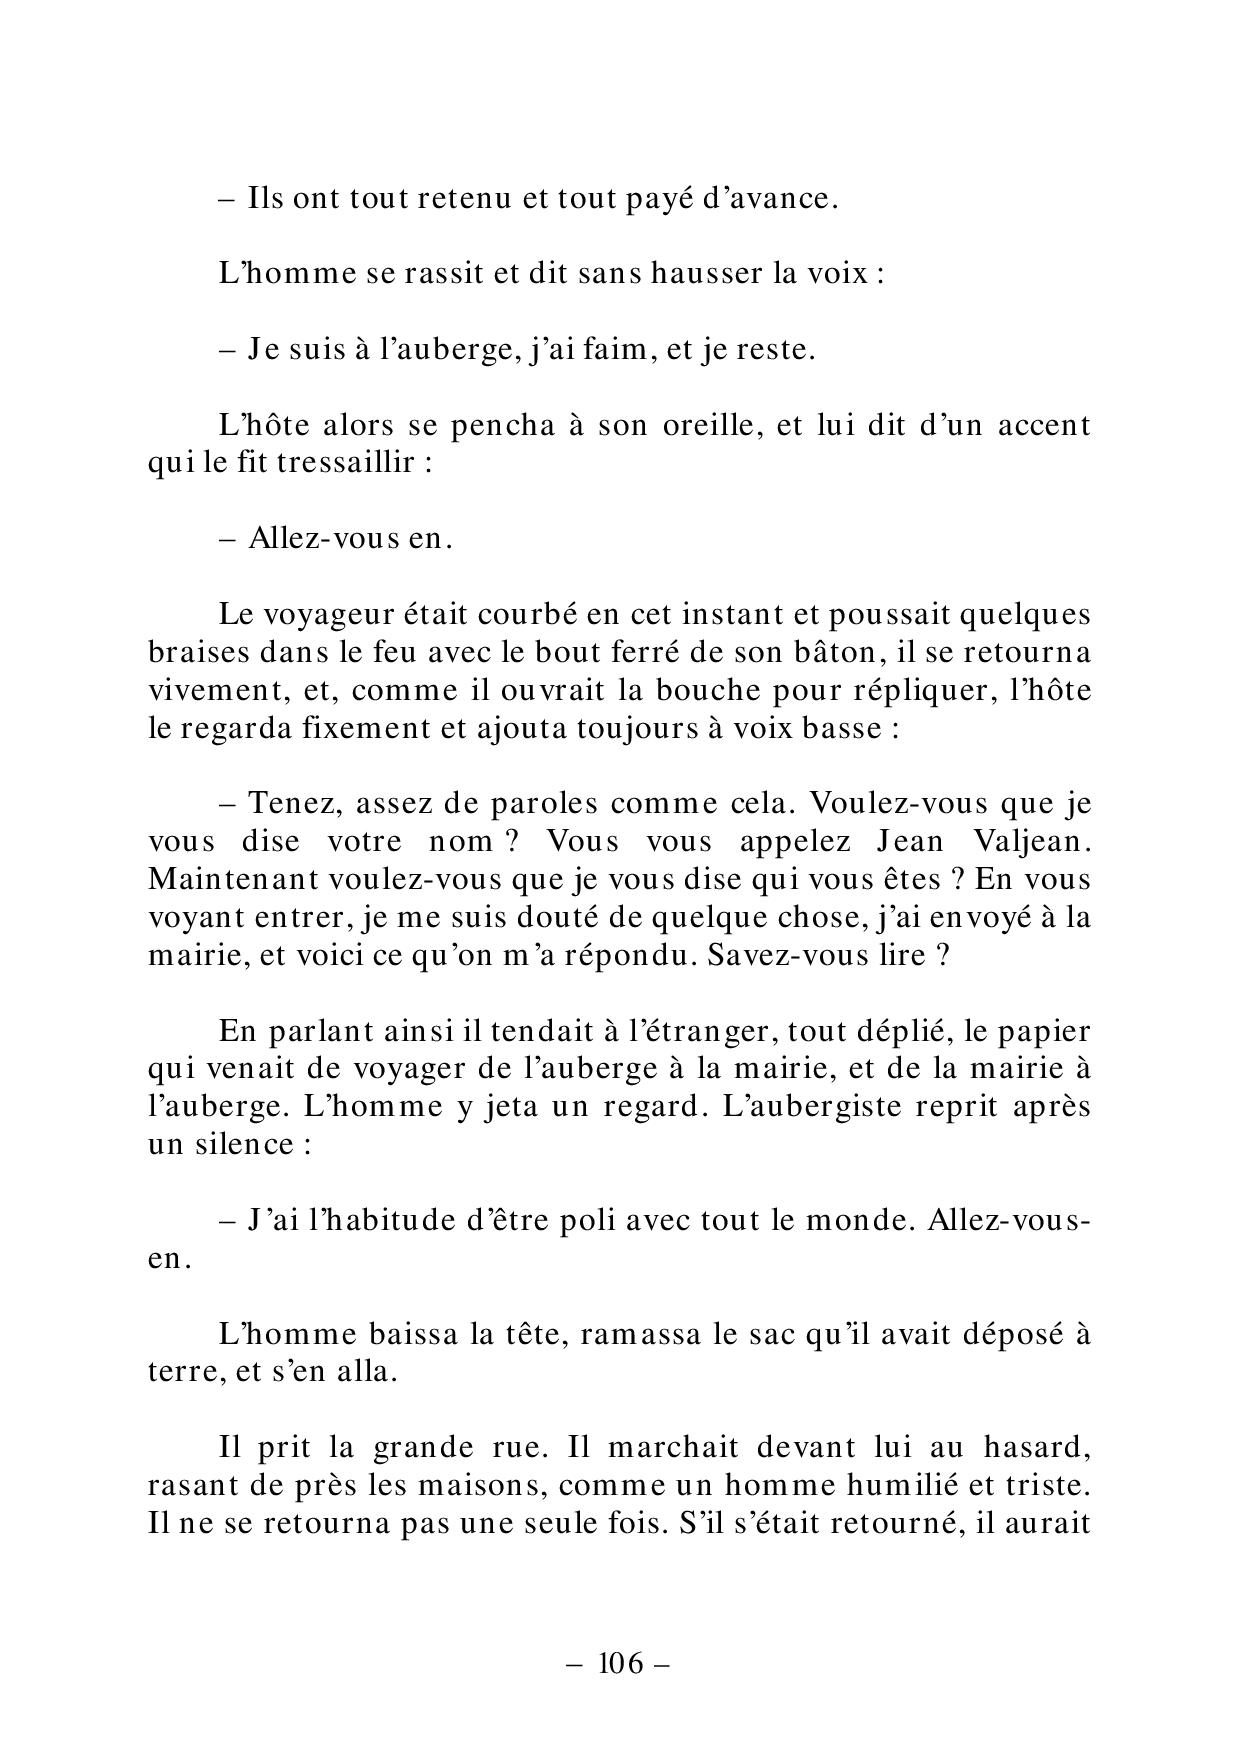 – Ils ont tout retenu et tout payé d’avance.
L’homme se rassit et dit sans hausser la voix :
– Je suis à l’auberge, j’ai faim, et je reste.
L’hôte alors se pencha à son oreille, et lui dit d’un accent
qui le fit tressaillir :
– Allez-vous en.
Le voyageur était courbé en cet instant et poussait quelques
braises dans le feu avec le bout ferré de son bâton, il se retourna
vivement, et, comme il ouvrait la bouche pour répliquer, l’hôte
le regarda fixement et ajouta toujours à voix basse :
– Tenez, assez de paroles comme cela. Voulez-vous que je
vous dise votre nom ? Vous vous appelez Jean Valjean.
Maintenant voulez-vous que je vous dise qui vous êtes ? En vous
voyant entrer, je me suis douté de quelque chose, j’ai envoyé à la
mairie, et voici ce qu’on m’a répondu. Savez-vous lire ?
En parlant ainsi il tendait à l’étranger, tout déplié, le papier
qui venait de voyager de l’auberge à la mairie, et de la mairie à
l’auberge. L’homme y jeta un regard. L’aubergiste reprit après
un silence :
– J’ai l’habitude d’être poli avec tout le monde. Allez-vous-
en.
L’homme baissa la tête, ramassa le sac qu’il avait déposé à
terre, et s’en alla.
Il prit la grande rue. Il marchait devant lui au hasard,
rasant de près les maisons, comme un homme humilié et triste.
Il ne se retourna pas une seule fois. S’il s’était retourné, il aurait
– 106 –